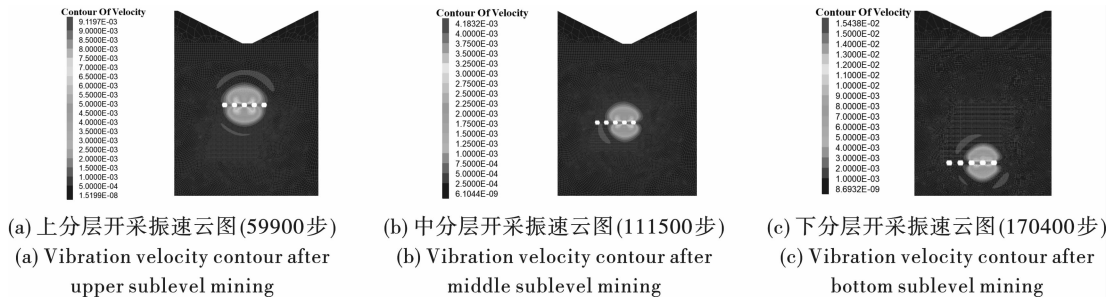 Contour Of Velocity
9.1197E-03
9.0000E-03
8.5000E-03
8.0000E-03
7.5000E-03
7.0000E-03
6.5000E-03
6.0000E-03
5.5000E-03
5.0000E-03
4.5000E-03
4.0000E-03
3.5000E-03
3.0000E-03
2.5000E-03
2.0000E-03
1.5000E-03
1.0000E-03
5.0000E-04
1.5199E-08
(a) 上分层开采振速云图(59900步)
(a) Vibration velocity contour after
upper sublevel mining
Contour Of Velocity
4.1832E-03
4.0000E-03
3.7500E-03
3.5000E-03
3.2500E-03
3.0000E-03
2.7500E-03
2.5000E-03
2.2500E-03
2.0000E-03
1.7500E-03
1.5000E-03
1.2500E-03
1.0000E-03
7.5000E-04
5.0000E-04
2.5000E-04
6.1044E-09
(b) 中分层开采振速云图(111500步)
(b) Vibration velocity contour after
middle sublevel mining
Contour Of Velocity
1.5438E-02
1.5000E-02
1.4000E-02
1.3000E-02
1.2000E-02
1.1000E-02
1.0000E-02
9.0000E-03
8.0000E-03
7.0000E-03
6.0000E-03
5.0000E-03
4.0000E-03
3.0000E-03
2.0000E-03
1.0000E-03
8.6932E-09
(c) 下分层开采振速云图(170400步)
(c) Vibration velocity contour after
bottom sublevel mining